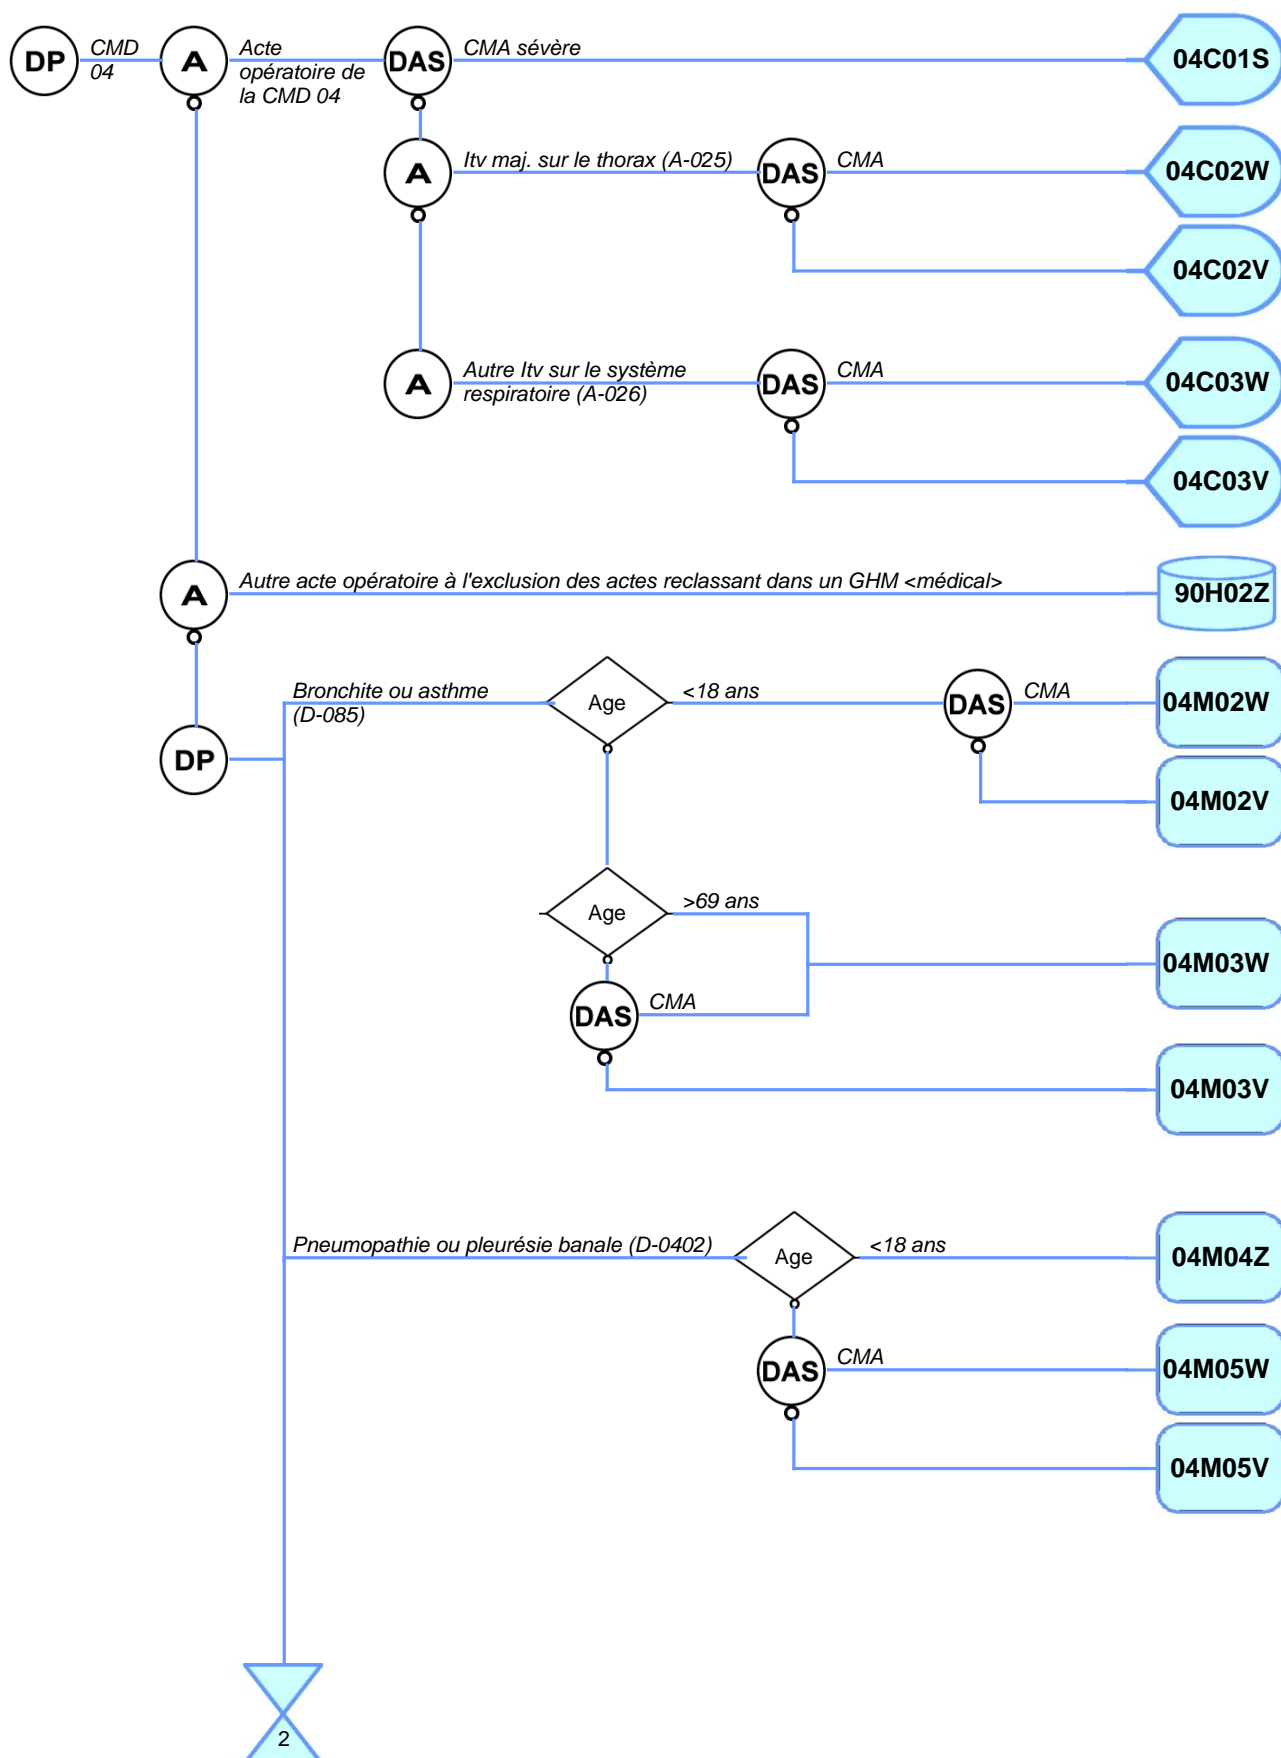 DP
CMD
04
A
Acte
opératoire de
la CMD 04
DAS
CMA sévère
04C01S
A
Itv maj. sur le thorax (A-025)
DAS
CMA
04C02W
04C02V
A
Autre Itv sur le système
respiratoire (A-026)
DAS
CMA
04C03W
04C03V
A
Autre acte opératoire à l'exclusion des actes reclassant dans un GHM <médical>
90H02Z
DP
Bronchite ou asthme
(D-085)
Age
<18 ans
DAS
CMA
04M02W
04M02V
Age
>69 ans
04M03W
DAS
CMA
04M03V
Pneumopathie ou pleurésie banale (D-0402)
Age
<18 ans
04M04Z
DAS
CMA
04M05W
04M05V
2